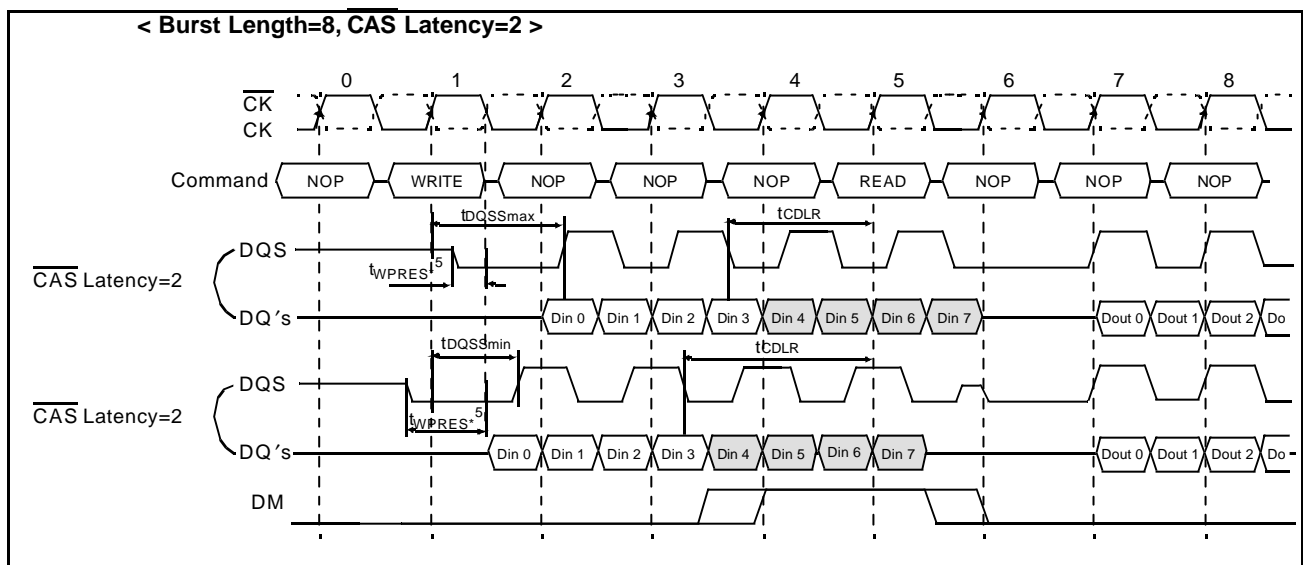 < Burst Length=8, CAS Latency=2 >
0 1 2 3 4 5 6 7 8
CK
CK
Command NOP WRITE NOP NOP NOP READ NOP NOP NOP
tDQSSmax tCDLR
DQS
tWPRES*5
CAS Latency=2
DQ's Din 0 Din 1 Din 2 Din 3 Din 4 Din 5 Din 6 Din 7 Dout 0 Dout 1 Dout 2 Do
tDQSSmin tCDLR
DQS
CAS Latency=2
tWPRES*5
DQ's Din 0 Din 1 Din 2 Din 3 Din 4 Din 5 Din 6 Din 7 Dout 0 Dout 1 Dout 2 Do
DM